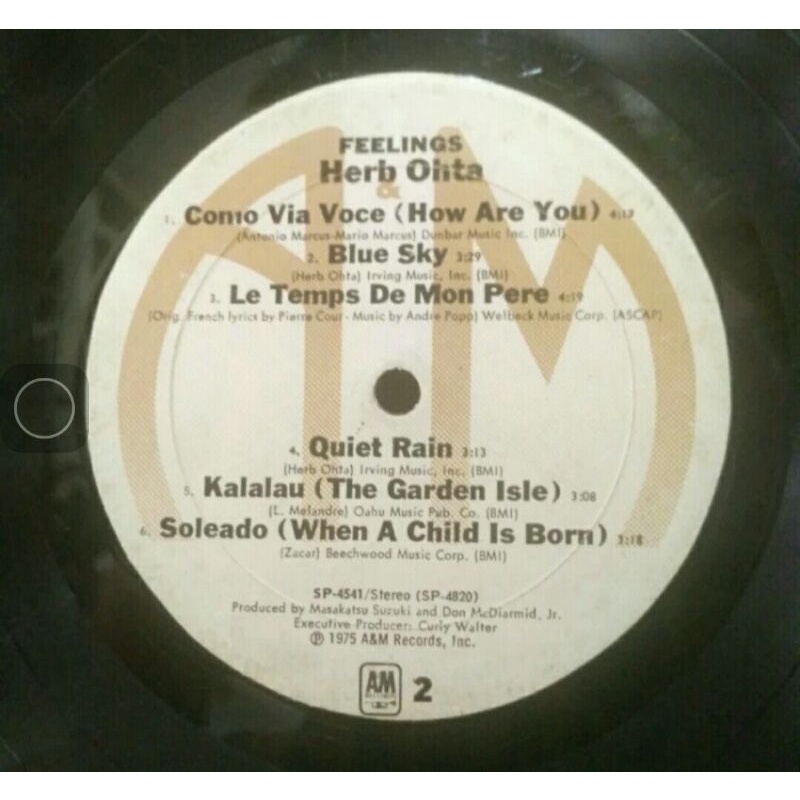 FEELINGS
Herb Ohta
1. Como Via Voce (How Are You) 4:13
(Antonio Marcus-Mario Marcus) Dunbar Music Inc. (BMI)
2. Blue Sky 3:29
(Herb Ohta) Irving Music, Inc. (BMI)
3. Le Temps De Mon Pere 4:19
(Orig. French lyrics by Pierre Cour - Music by Andre Popp) Welbeck Music Corp. (ASCAP)
4. Quiet Rain 3:13
(Herb Ohta) Irving Music, Inc. (BMI)
5. Kalalau (The Garden Isle) 3:08
(L. Melandre) Oahu Music Pub. Co. (BMI)
6. Soleado (When A Child Is Born) 3:18
(Zacar) Beechwood Music Corp. (BMI)
SP-4541/Stereo (SP-4820)
Produced by Masakatsu Suzuki and Don McDiarmid, Jr.
Executive Producer: Curly Walter
℗ 1975 A&M Records, Inc.
A&M 2